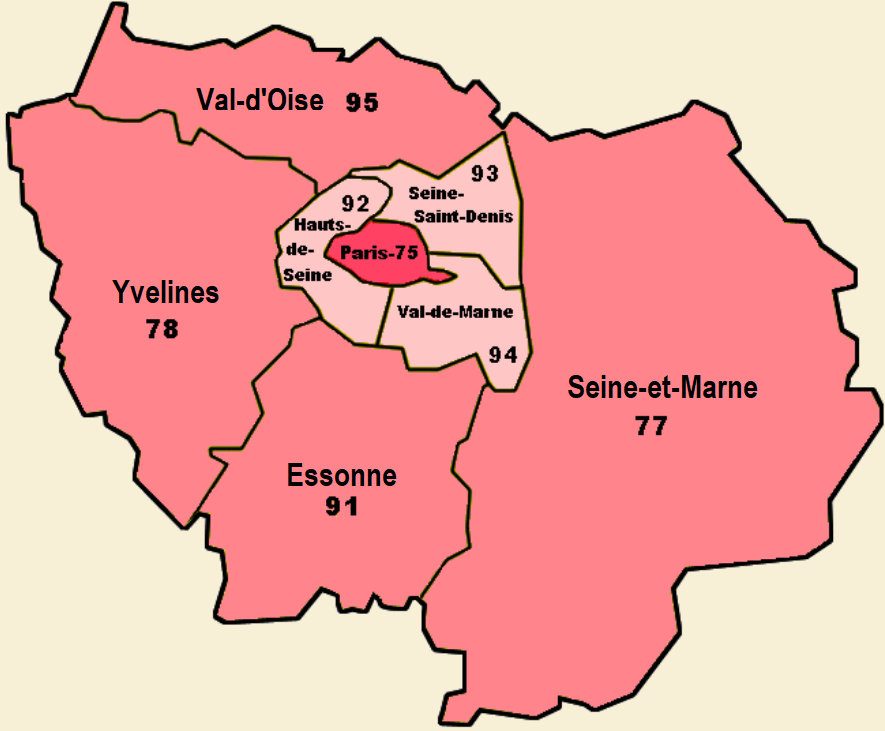 Val-d'Oise 95
93
Seine-
Saint-Denis
92
Hauts-
de-
Seine
Paris-75
Yvelines
78
Val-de-Marne
94
Seine-et-Marne
77
Essonne
91